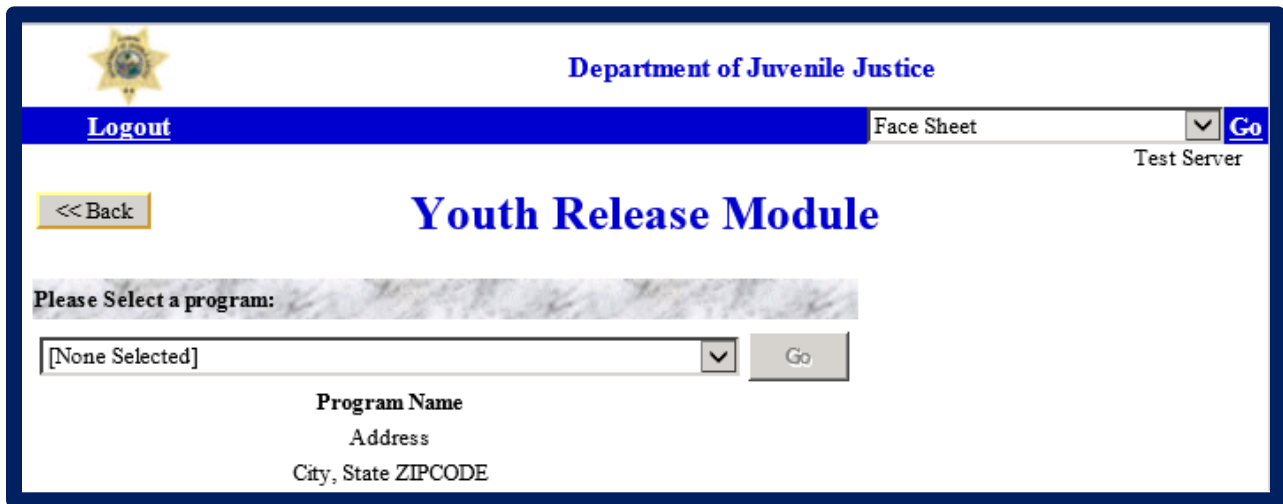 Department of Juvenile Justice
Logout Face Sheet Go
Test Server
<< Back Youth Release Module
Please Select a program:
[None Selected] Go
Program Name
Address
City, State ZIPCODE